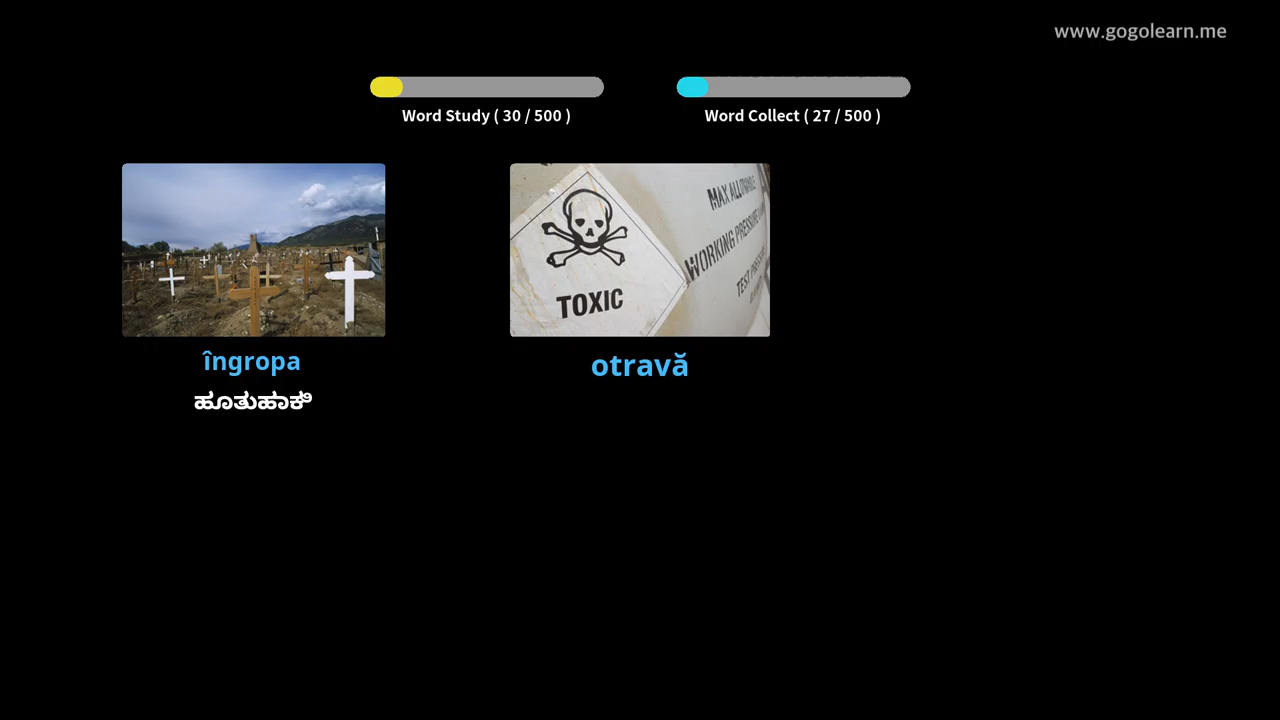 www.gogolearn.me
Word Study ( 30 / 500 )
Word Collect ( 27 / 500 )
TOXIC
MAX ALLOWABLE
WORKING PRESSURE
TEST PRESSURE
îngropa
otravă
ಹೂತುಹಾಕಿ